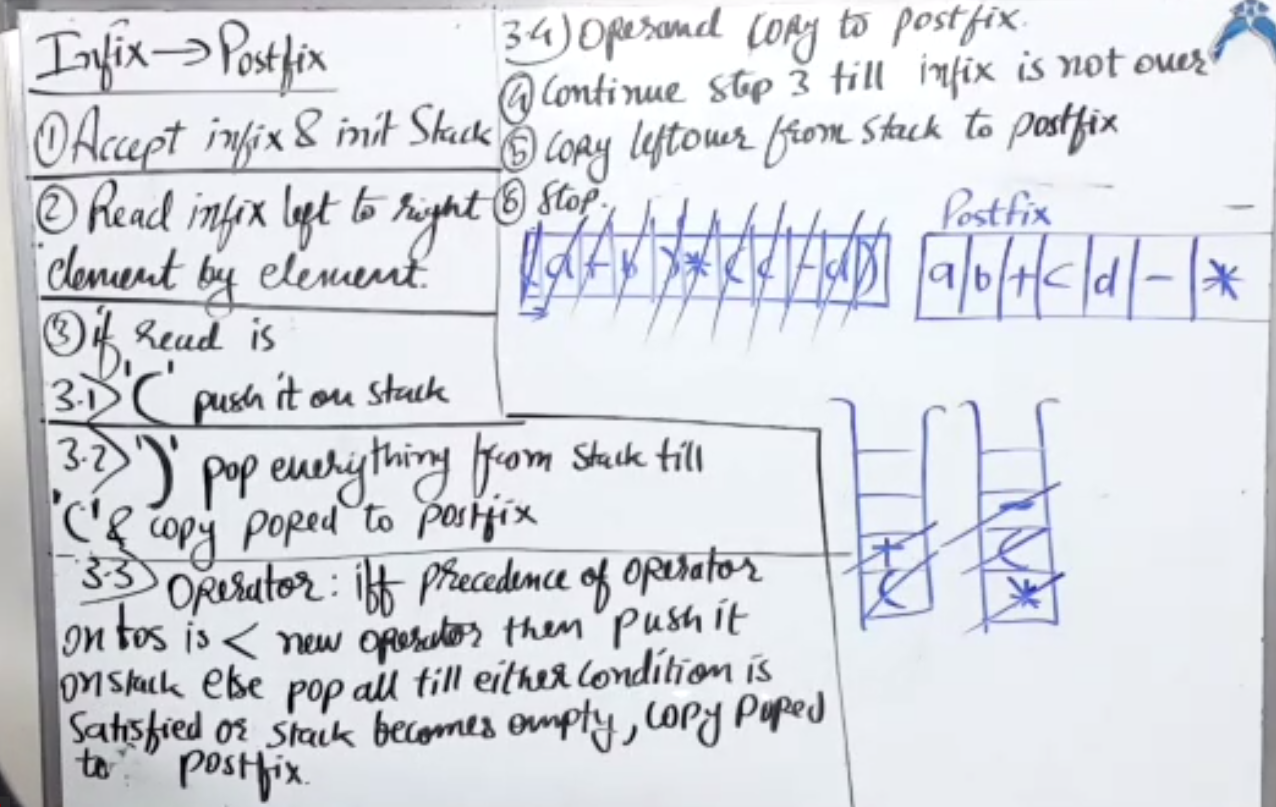 Infix → Postfix
① Accept infix & init Stack
② Read infix left to right
element by element.
③ if read is
3.1) '(' push it on stack
3.2) ')' pop everything from stack till
'(' & copy poped to postfix
3.3) Operator: iff precedence of operator
on tos is < new operator then push it
on stack else pop all till either condition is
satisfied or stack becomes empty, copy poped
to postfix.
3.4) Operand copy to postfix.
④ Continue step 3 till infix is not over
⑤ copy leftover from stack to postfix
⑥ Stop.
( a + b ) * ( c - d )
Postfix
a b + c d - *
+
(
-
(
*